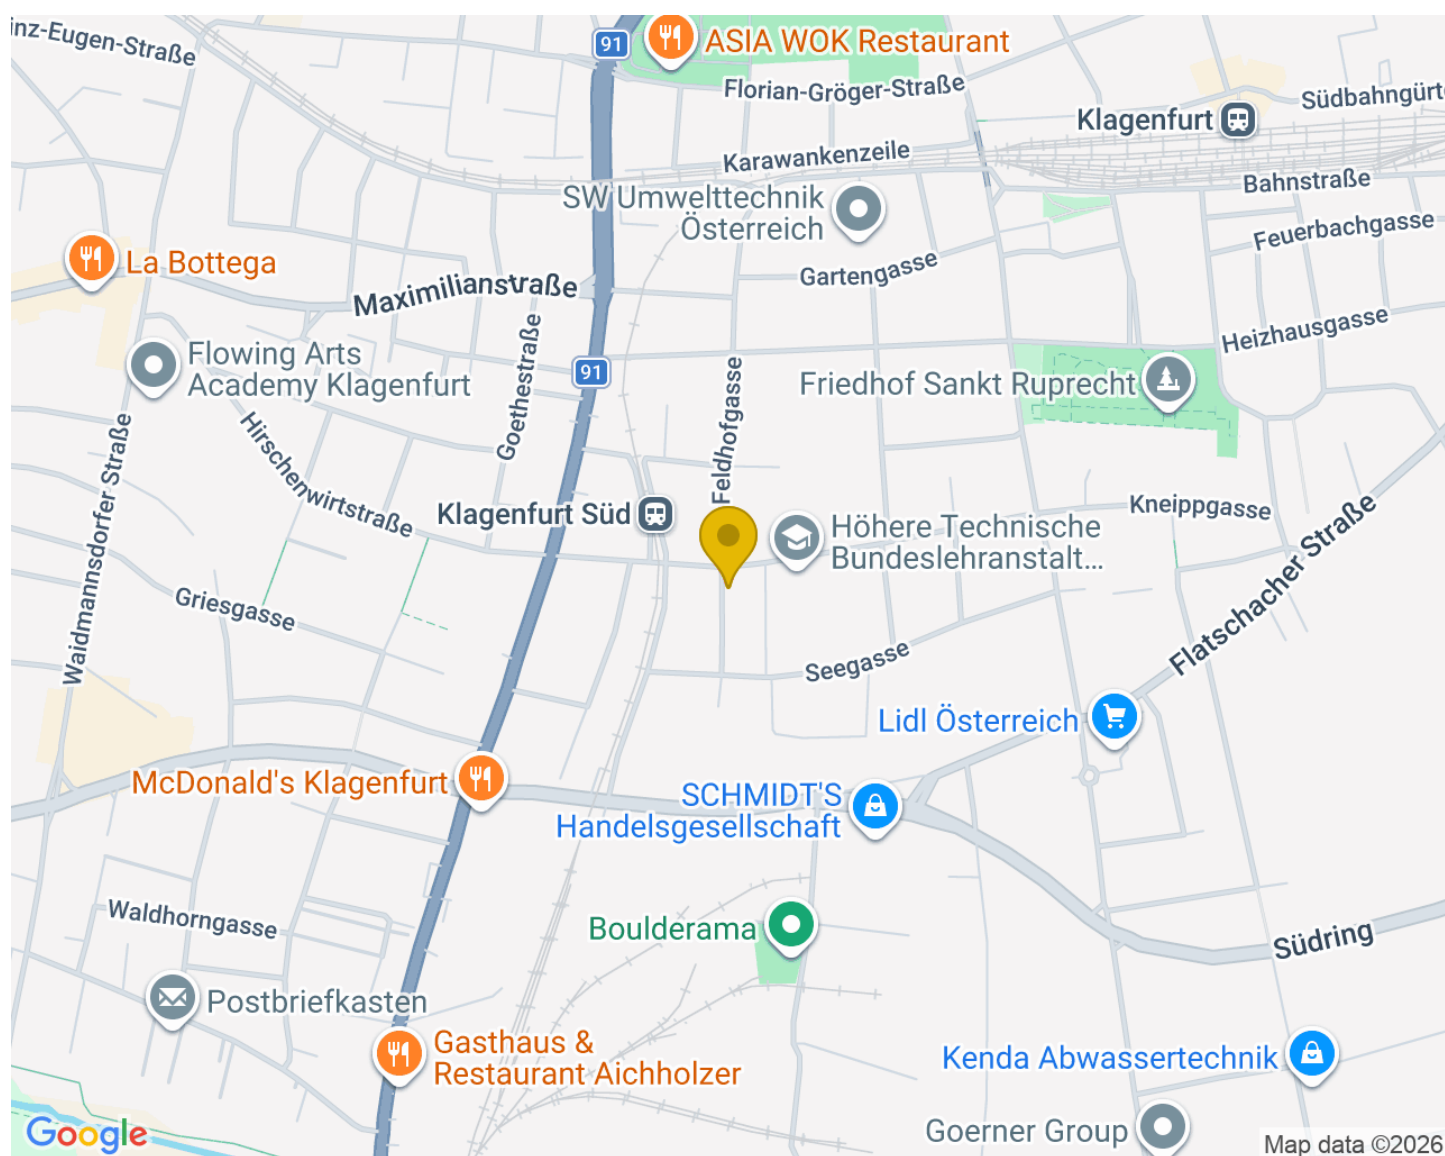 inz-Eugen-Straße
91
ASIA WOK Restaurant
Florian-Gröger-Straße
Südbahngürte
Klagenfurt
Karawankenzeile
Bahnstraße
SW Umwelttechnik
Österreich
Feuerbachgasse
La Bottega
Gartengasse
Maximilianstraße
Heizhausgasse
Flowing Arts
Academy Klagenfurt
91
Goethestraße
Feldhofgasse
Friedhof Sankt Ruprecht
Waidmannsdorfer Straße
Hirschenwirtstraße
Klagenfurt Süd
Höhere Technische
Bundeslehranstalt...
Kneippgasse
Flatschacher Straße
Griesgasse
Seegasse
Lidl Österreich
McDonald's Klagenfurt
SCHMIDT'S
Handelsgesellschaft
Waldhorngasse
Boulderama
Südring
Postbriefkasten
Gasthaus &
Restaurant Aichholzer
Kenda Abwassertechnik
Goerner Group
Google
Map data ©2026